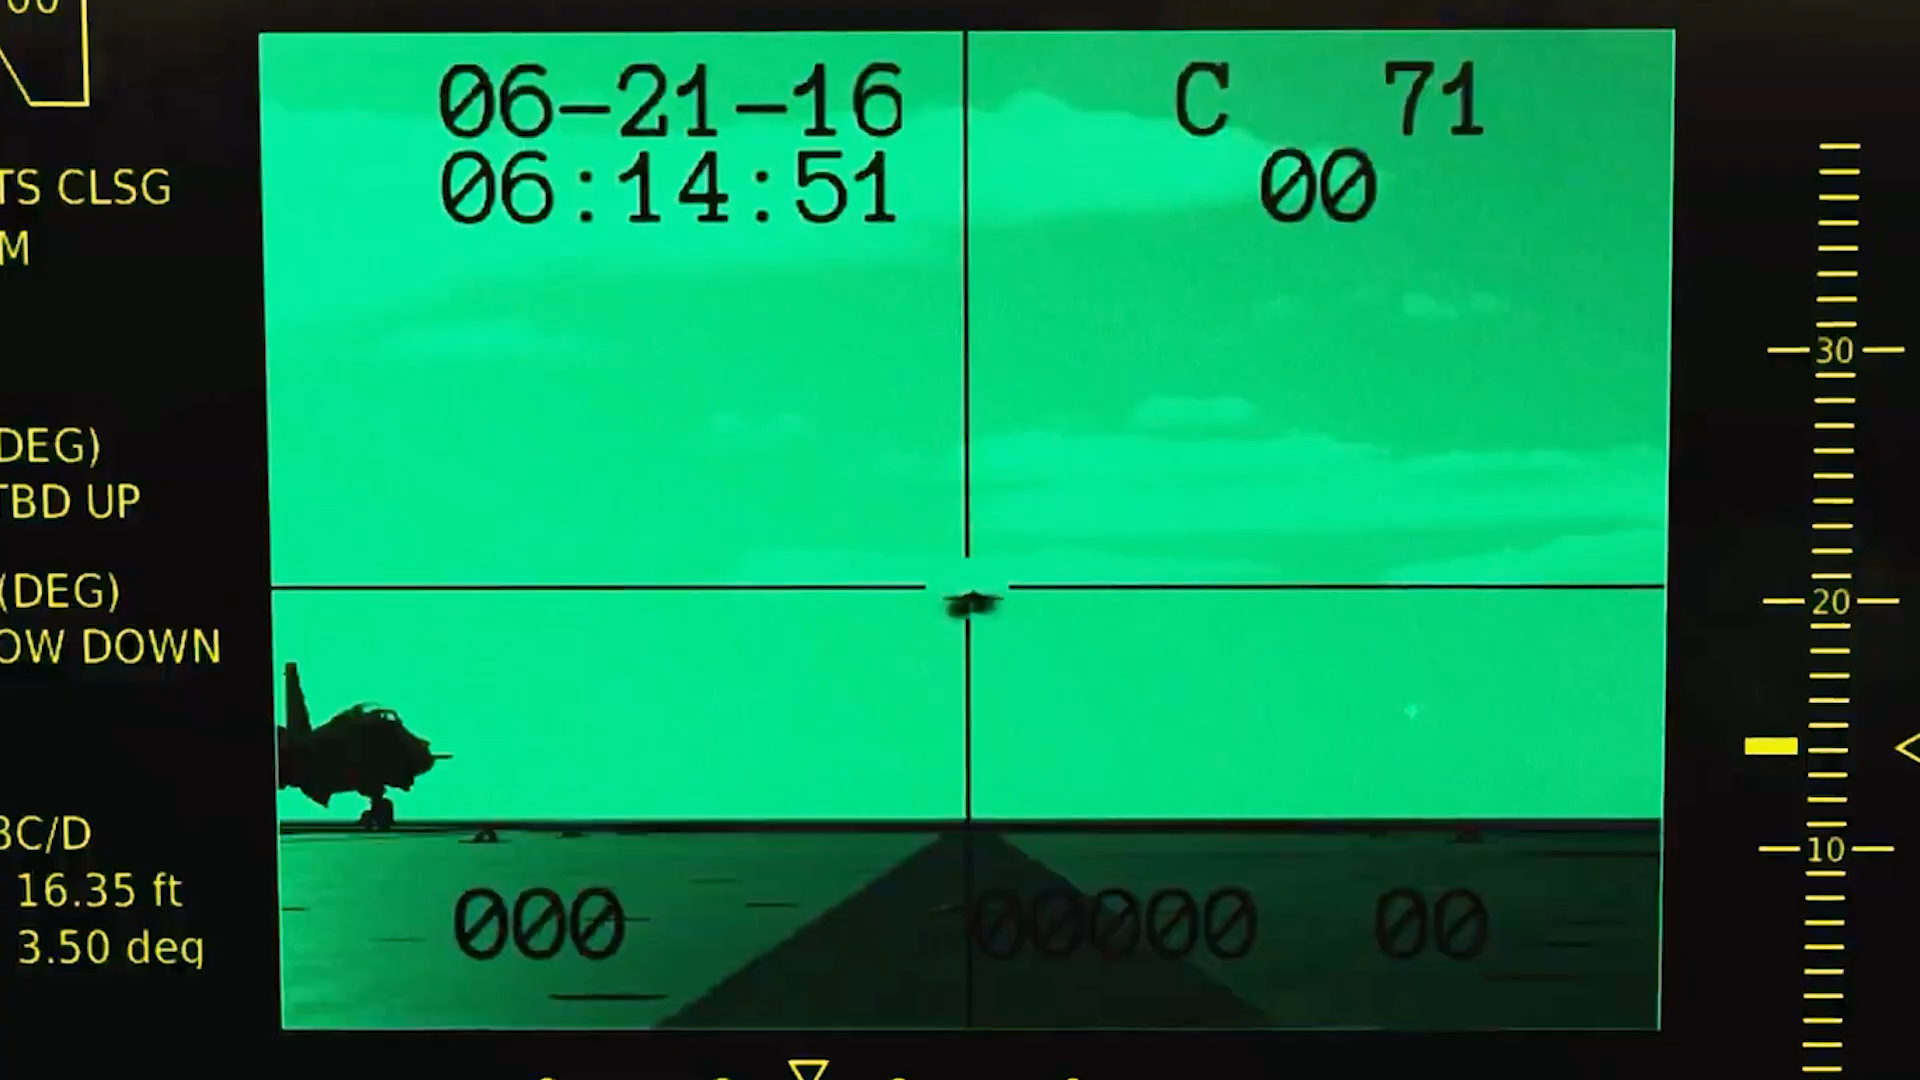 06-21-16 C 71
06:14:51 00
TS CLSG
M
30
DEG)
TBD UP
(DEG)
OW DOWN
20
BC/D
16.35 ft
3.50 deg
10
000 00000 00